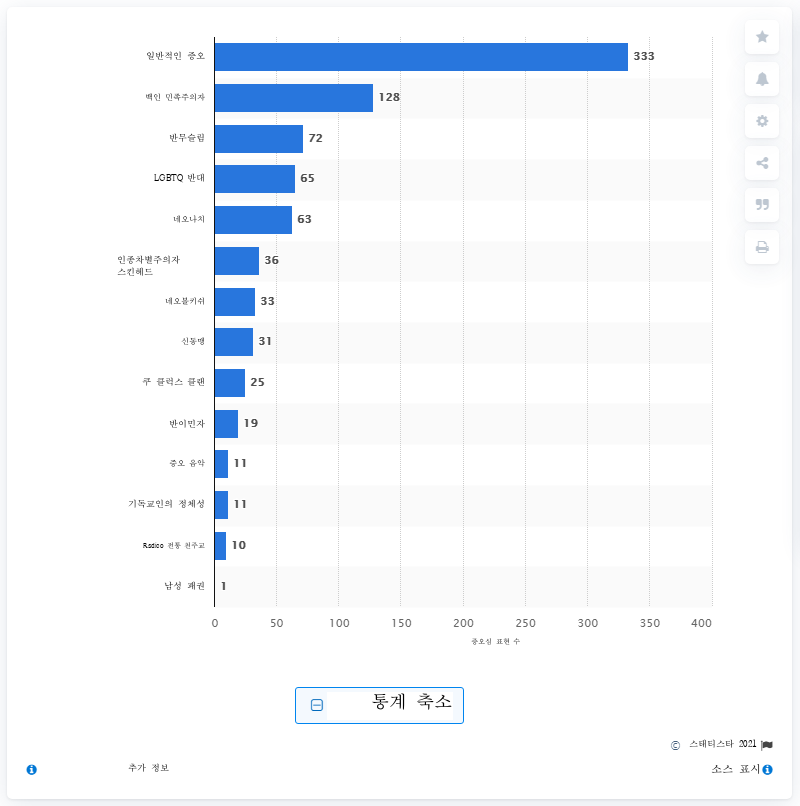 일반적인 증오
333
백인 민족주의자
128
반무슬림
72
LGBTQ 반대
65
네오나치
63
인종차별주의자
스킨헤드
36
네오볼키쉬
33
신동맹
31
쿠 클럭스 클랜
25
반이민자
19
증오 음악
11
기독교인의 정체성
11
Rsdico 전통 천주교
10
남성 패권
1
0 50 100 150 200 250 300 350 400
증오심 표현 수
통계 축소
© 스태티스타 2021
추가 정보
소스 표시